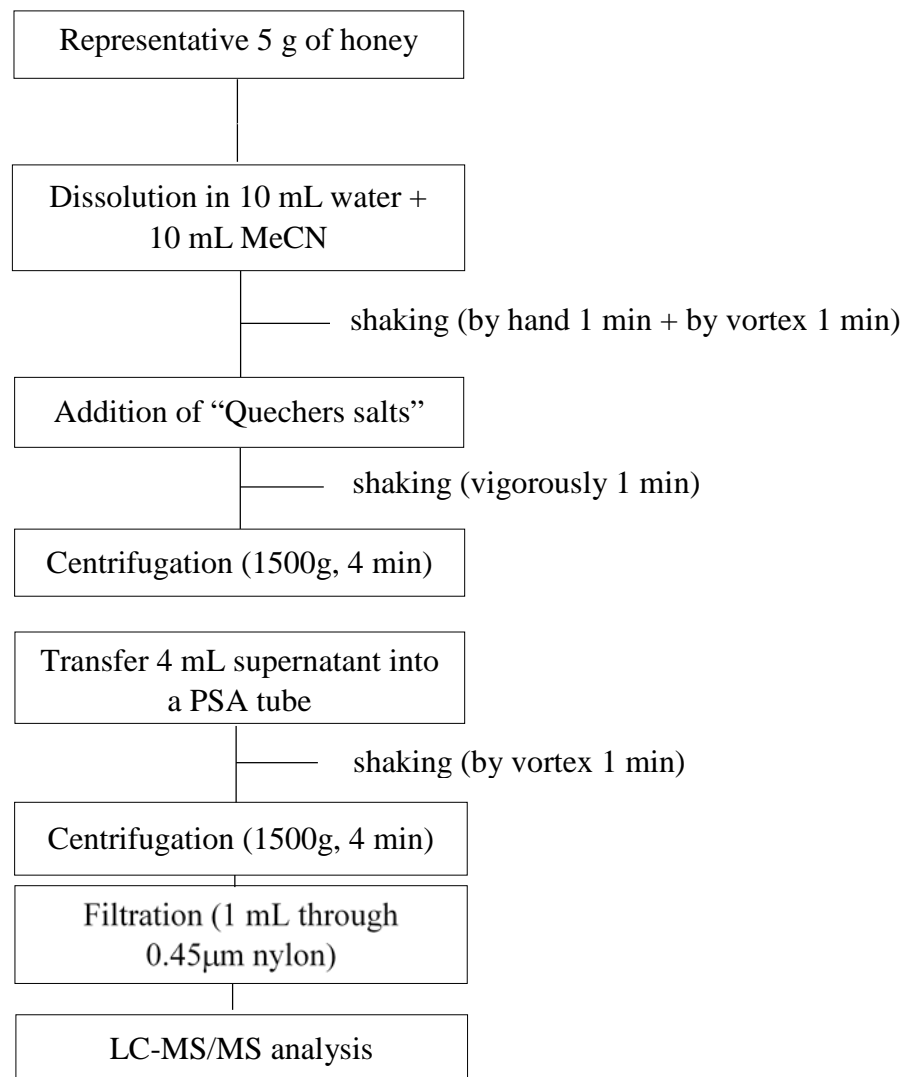 Representative 5 g of honey
Dissolution in 10 mL water +
10 mL MeCN
shaking (by hand 1 min + by vortex 1 min)
Addition of “Quechers salts”
shaking (vigorously 1 min)
Centrifugation (1500g, 4 min)
Transfer 4 mL supernatant into
a PSA tube
shaking (by vortex 1 min)
Centrifugation (1500g, 4 min)
Filtration (1 mL through
0.45μm nylon)
LC-MS/MS analysis